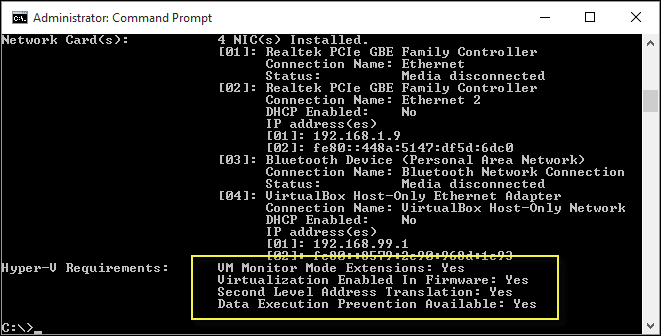 Administrator: Command Prompt
Network Card(s): 4 NIC(s) Installed.
[01]: Realtek PCIe GBE Family Controller
Connection Name: Ethernet
Status: Media disconnected
[02]: Realtek PCIe GBE Family Controller
Connection Name: Ethernet 2
DHCP Enabled: No
IP address(es)
[01]: 192.168.1.9
[02]: fe80::448a:5147:df5d:6dc0
[03]: Bluetooth Device (Personal Area Network)
Connection Name: Bluetooth Network Connection
Status: Media disconnected
[04]: VirtualBox Host-Only Ethernet Adapter
Connection Name: VirtualBox Host-Only Network
DHCP Enabled: No
IP address(es)
[01]: 192.168.99.1
[02]:
Hyper-V Requirements: VM Monitor Mode Extensions: Yes
Virtualization Enabled In Firmware: Yes
Second Level Address Translation: Yes
Data Execution Prevention Available: Yes
C:\>_